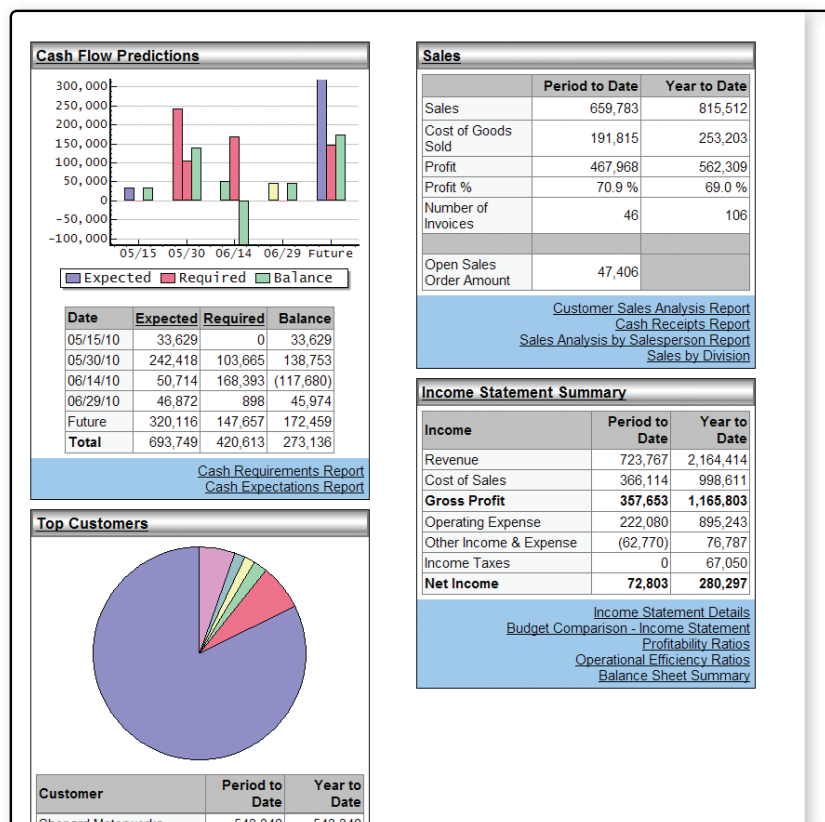 Cash Flow Predictions
300,000
250,000
200,000
150,000
100,000
50,000
0
-50,000
-100,000
05/15 05/30 06/14 06/29 Future
Expected Required Balance
Date Expected Required Balance
05/15/10 33,629 0 33,629
05/30/10 242,418 103,665 138,753
06/14/10 50,714 168,393 (117,680)
06/29/10 46,872 898 45,974
Future 320,116 147,657 172,459
Total 693,749 420,613 273,136
Cash Requirements Report
Cash Expectations Report
Top Customers
Customer Period to Date Year to Date
Sales
Period to Date Year to Date
Sales 659,783 815,512
Cost of Goods Sold 191,815 253,203
Profit 467,968 562,309
Profit % 70.9 % 69.0 %
Number of Invoices 46 106
Open Sales Order Amount 47,406
Customer Sales Analysis Report
Cash Receipts Report
Sales Analysis by Salesperson Report
Sales by Division
Income Statement Summary
Income Period to Date Year to Date
Revenue 723,767 2,164,414
Cost of Sales 366,114 998,611
Gross Profit 357,653 1,165,803
Operating Expense 222,080 895,243
Other Income & Expense (62,770) 76,787
Income Taxes 0 67,050
Net Income 72,803 280,297
Income Statement Details
Budget Comparison - Income Statement
Profitability Ratios
Operational Efficiency Ratios
Balance Sheet Summary